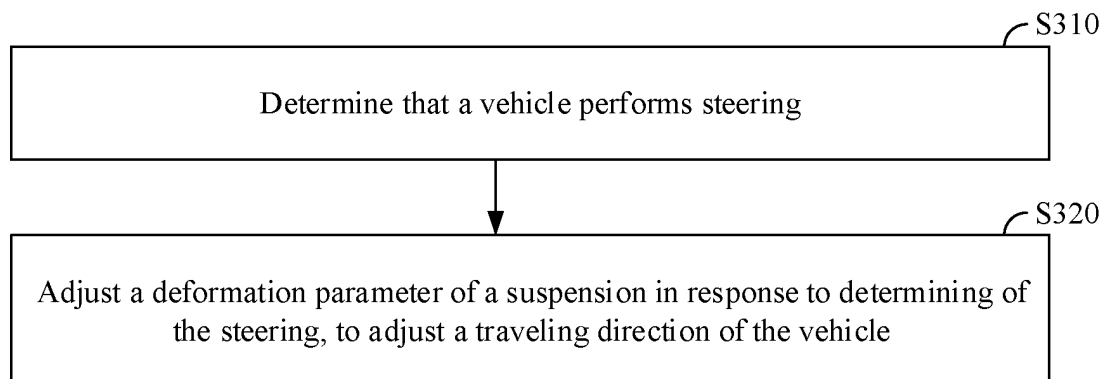 S310
Determine that a vehicle performs steering
S320
Adjust a deformation parameter of a suspension in response to determining of
the steering, to adjust a traveling direction of the vehicle